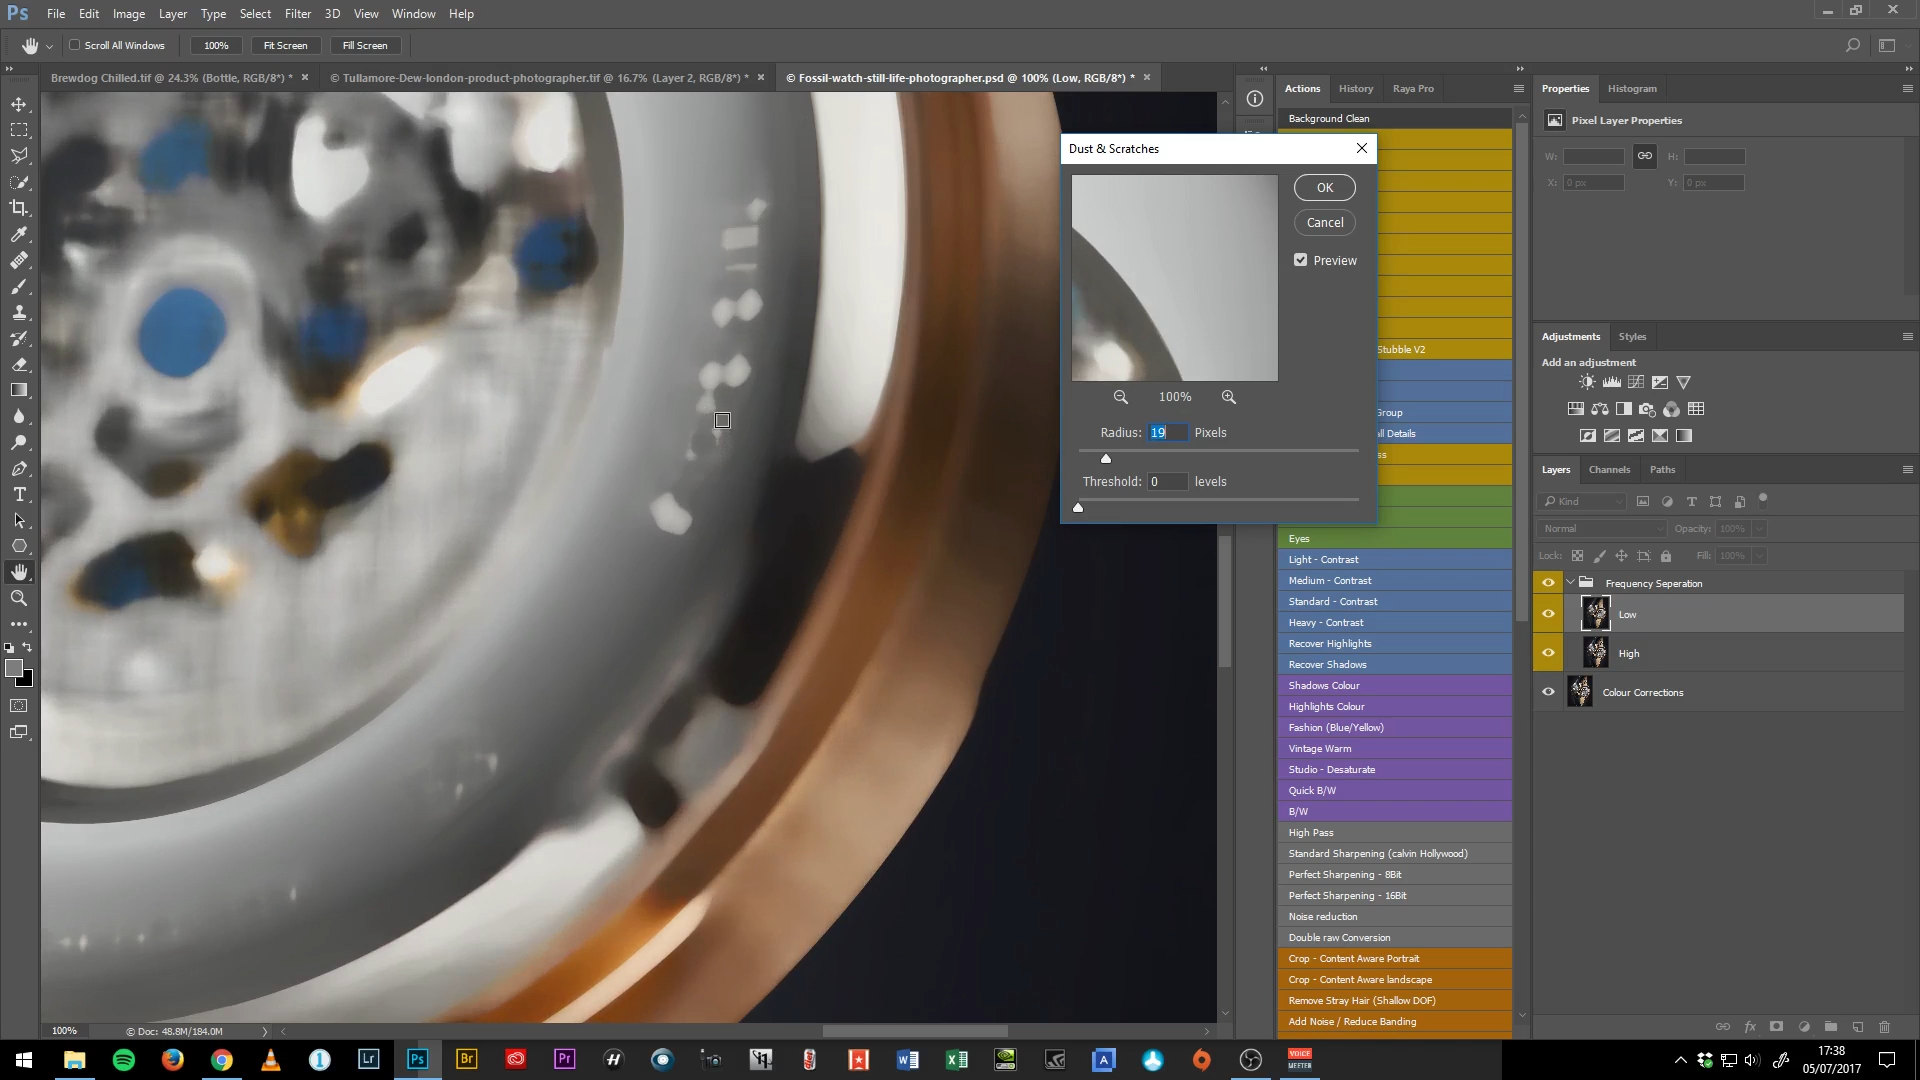 Ps File Edit Image Layer Type Select Filter 3D View Window Help
Scroll All Windows 100% Fit Screen Fill Screen
Brewdog Chilled.tif @ 24.3% (Bottle, RGB/8*) * × © Tullamore-Dew-london-product-photographer.tif @ 16.7% (Layer 2, RGB/8*) * × © Fossil-watch-still-life-photographer.psd @ 100% (Low, RGB/8*) * ×
Actions History Raya Pro
Background Clean
Stubble V2
Group
all Details
ss
Eyes
Light - Contrast
Medium - Contrast
Standard - Contrast
Heavy - Contrast
Recover Highlights
Recover Shadows
Shadows Colour
Highlights Colour
Fashion (Blue/Yellow)
Vintage Warm
Studio - Desaturate
Quick B/W
B/W
High Pass
Standard Sharpening (calvin Hollywood)
Perfect Sharpening - 8Bit
Perfect Sharpening - 16Bit
Noise reduction
Double raw Conversion
Crop - Content Aware Portrait
Crop - Content Aware landscape
Remove Stray Hair (Shallow DOF)
Add Noise / Reduce Banding
Dust & Scratches
OK
Cancel
Preview
100%
Radius: 19 Pixels
Threshold: 0 levels
Properties Histogram
Pixel Layer Properties
W: H:
X: 0 px Y: 0 px
Adjustments Styles
Add an adjustment
Layers Channels Paths
Kind
Normal Opacity: 100%
Lock: Fill: 100%
Frequency Seperation
Low
High
Colour Corrections
100% © Doc: 48.8M/184.0M
Lr Ps Br Pr
VOICE
MEETER
17:38
05/07/2017